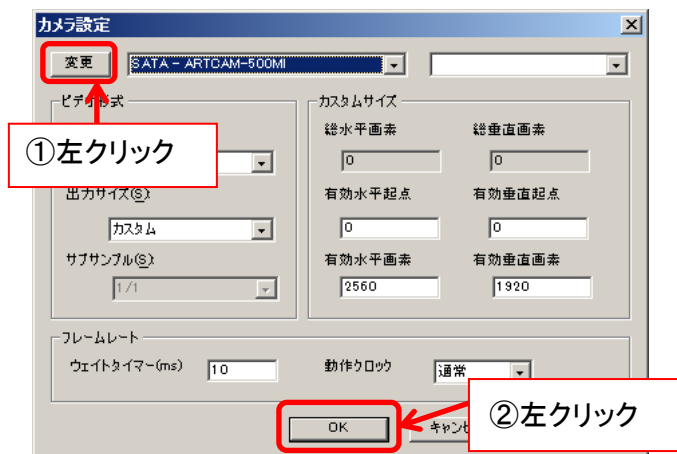 カメラ設定
変更 SATA - ARTCAM-500MI
カスタムサイズ
①左クリック
総水平画素 総垂直画素
0 0
出力サイズ(S):
有効水平起点 有効垂直起点
カスタム
0 0
サブサンプル(S):
有効水平画素 有効垂直画素
1/1
2560 1920
フレームレート
ウェイトタイマー(ms) 10 動作クロック 通常
OK
②左クリック